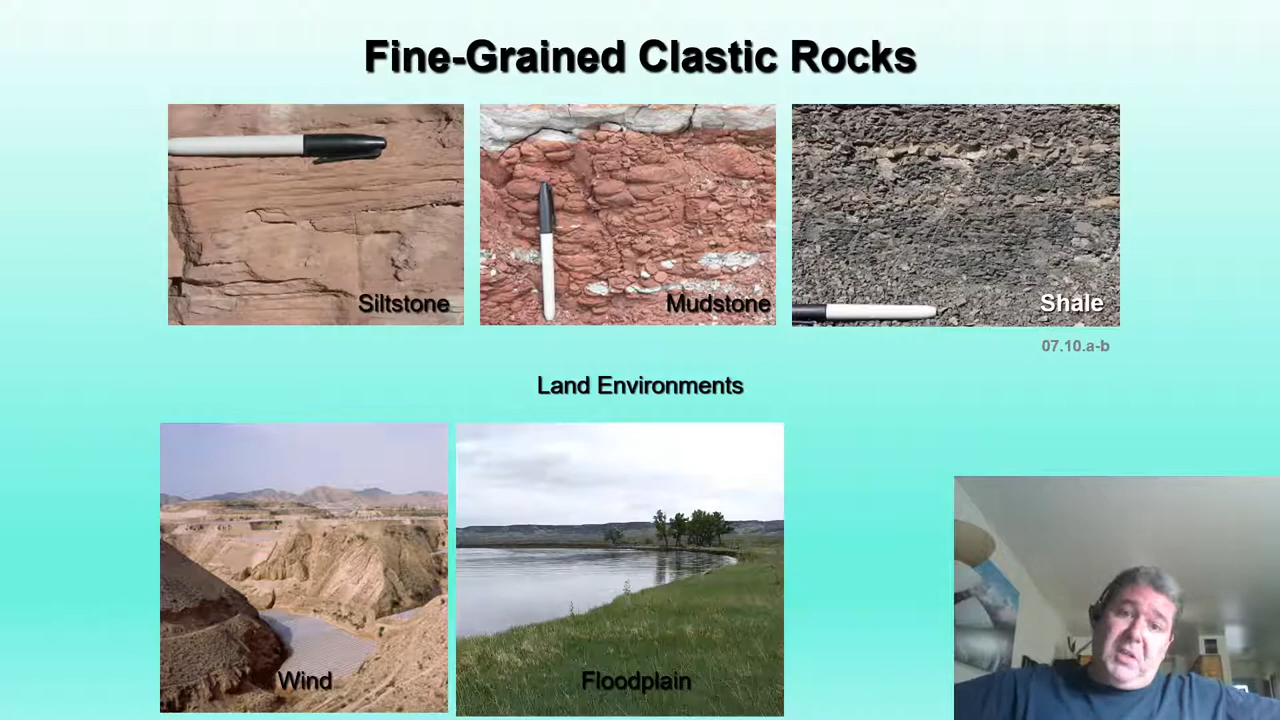 Fine-Grained Clastic Rocks
Siltstone
Mudstone
Shale
07.10.a-b
Land Environments
Wind
Floodplain